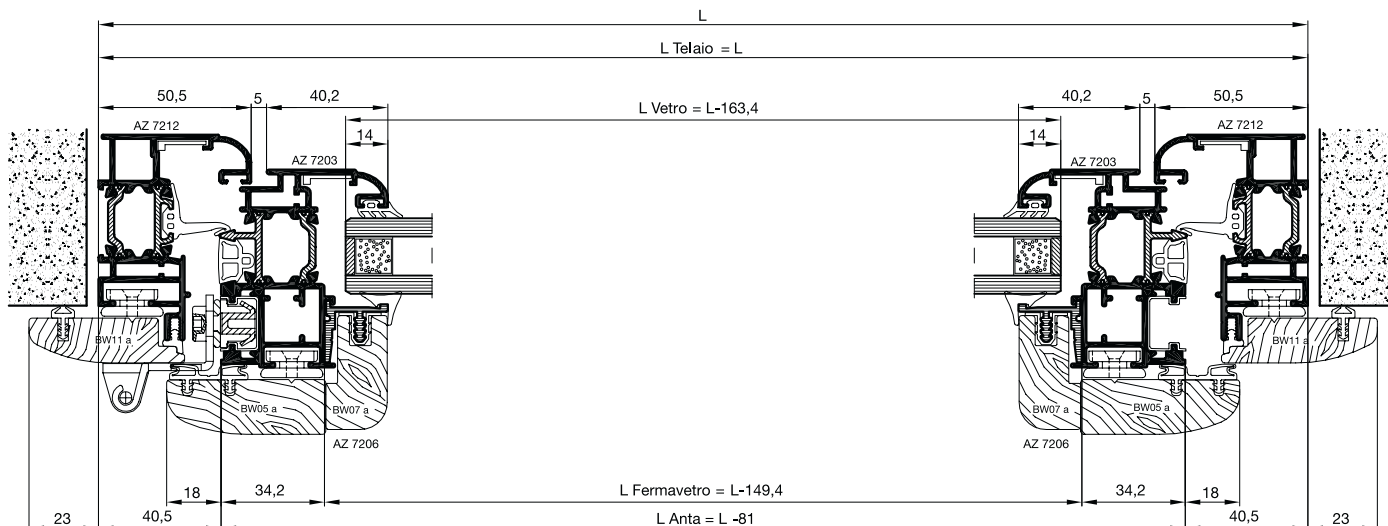 L
L Telaio = L
50,5
5
40,2
L Vetro = L-163,4
40,2
5
50,5
AZ 7212
14
14
AZ 7212
AZ 7203
AZ 7203
BW11 a
BW11 a
BW05 a
BW07 a
BW07 a
BW05 a
AZ 7206
AZ 7206
18
34,2
L Fermavetro = L-149,4
34,2
18
23
40,5
L Anta = L -81
40,5
23